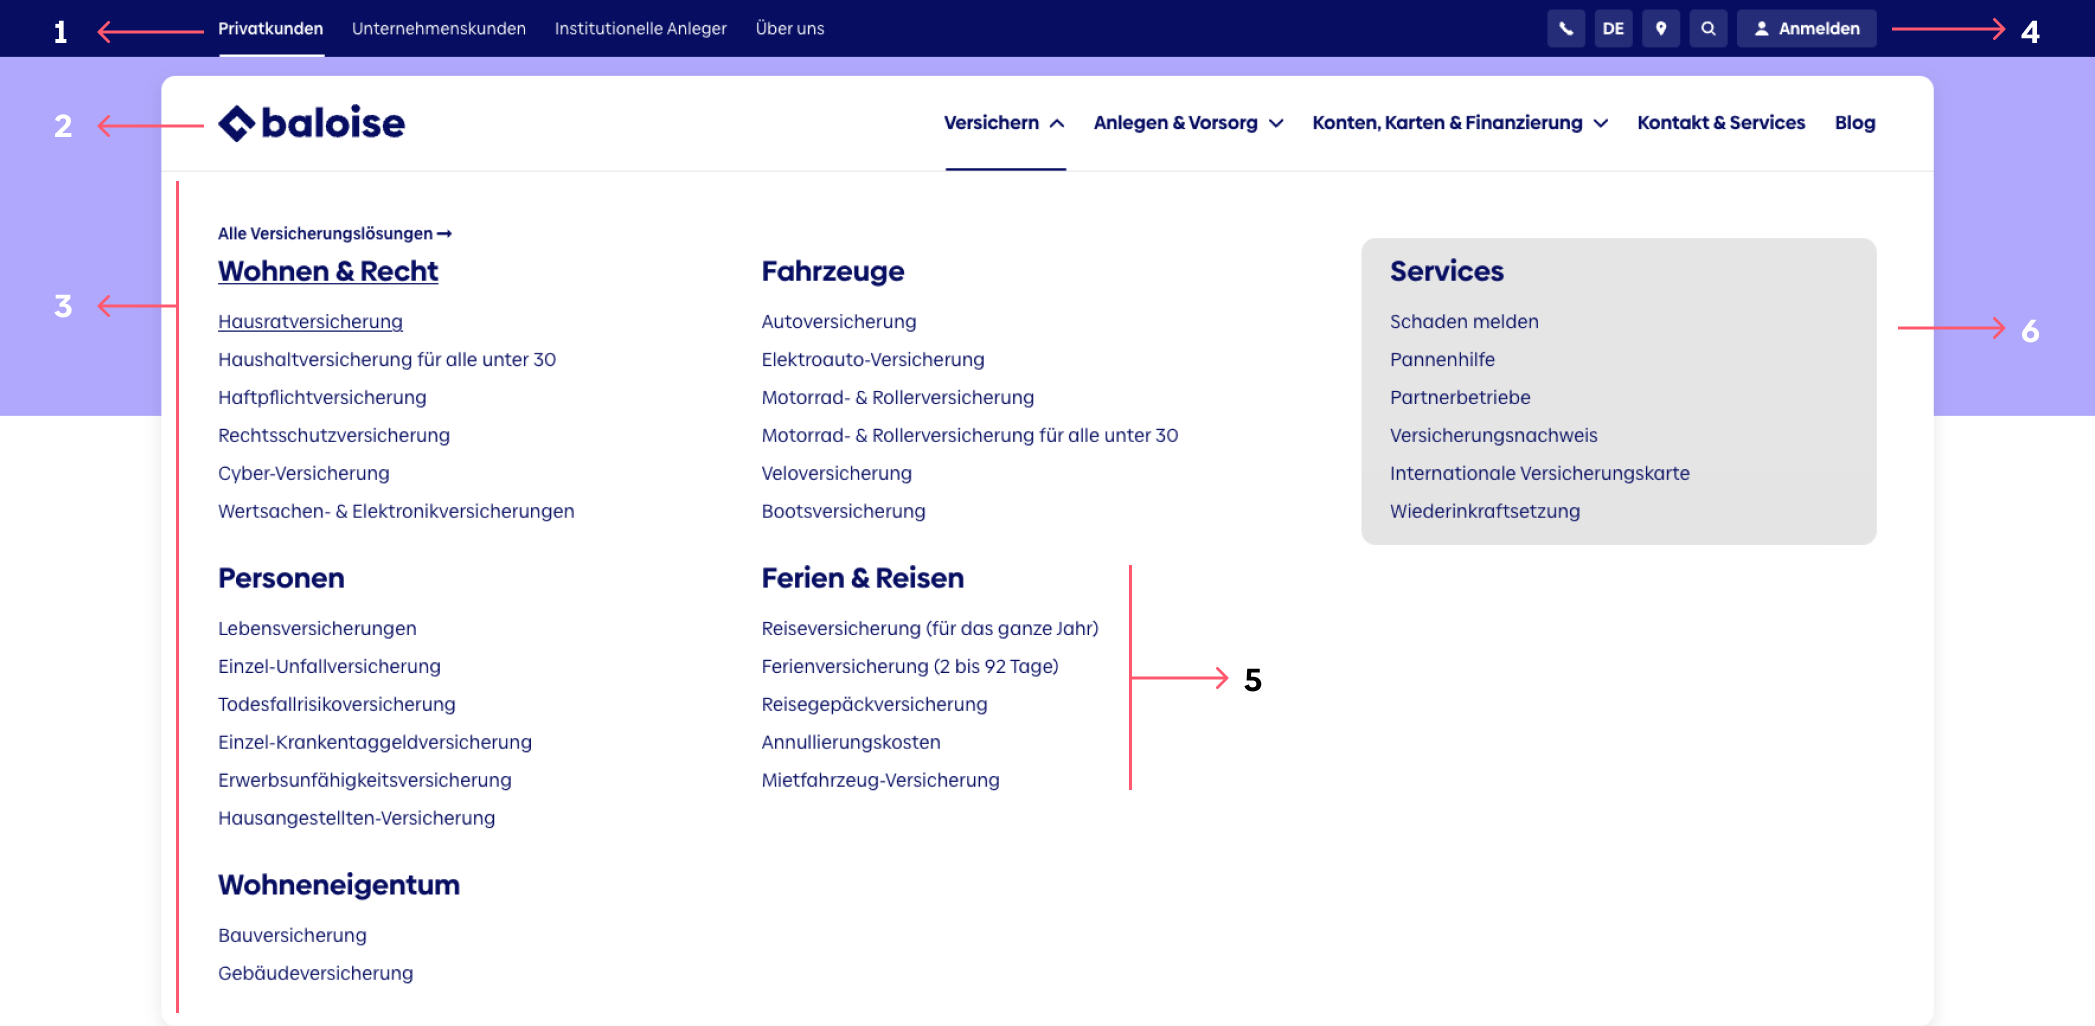 1
Privatkunden
Unternehmenskunden
Institutionelle Anleger
Über uns
DE
Anmelden
4
2
baloise
Versichern
Anlegen & Vorsorg
Konten, Karten & Finanzierung
Kontakt & Services
Blog
3
Alle Versicherungslösungen →
Wohnen & Recht
Hausratversicherung
Haushaltversicherung für alle unter 30
Haftpflichtversicherung
Rechtsschutzversicherung
Cyber-Versicherung
Wertsachen- & Elektronikversicherungen
Fahrzeuge
Autoversicherung
Elektroauto-Versicherung
Motorrad- & Rollerversicherung
Motorrad- & Rollerversicherung für alle unter 30
Veloversicherung
Bootsversicherung
Services
Schaden melden
Pannenhilfe
Partnerbetriebe
Versicherungsnachweis
Internationale Versicherungskarte
Wiederinkraftsetzung
6
Personen
Lebensversicherungen
Einzel-Unfallversicherung
Todesfallrisikoversicherung
Einzel-Krankentaggeldversicherung
Erwerbsunfähigkeitsversicherung
Hausangestellten-Versicherung
Ferien & Reisen
Reiseversicherung (für das ganze Jahr)
Ferienversicherung (2 bis 92 Tage)
Reisegepäckversicherung
Annullierungskosten
Mietfahrzeug-Versicherung
5
Wohneneigentum
Bauversicherung
Gebäudeversicherung